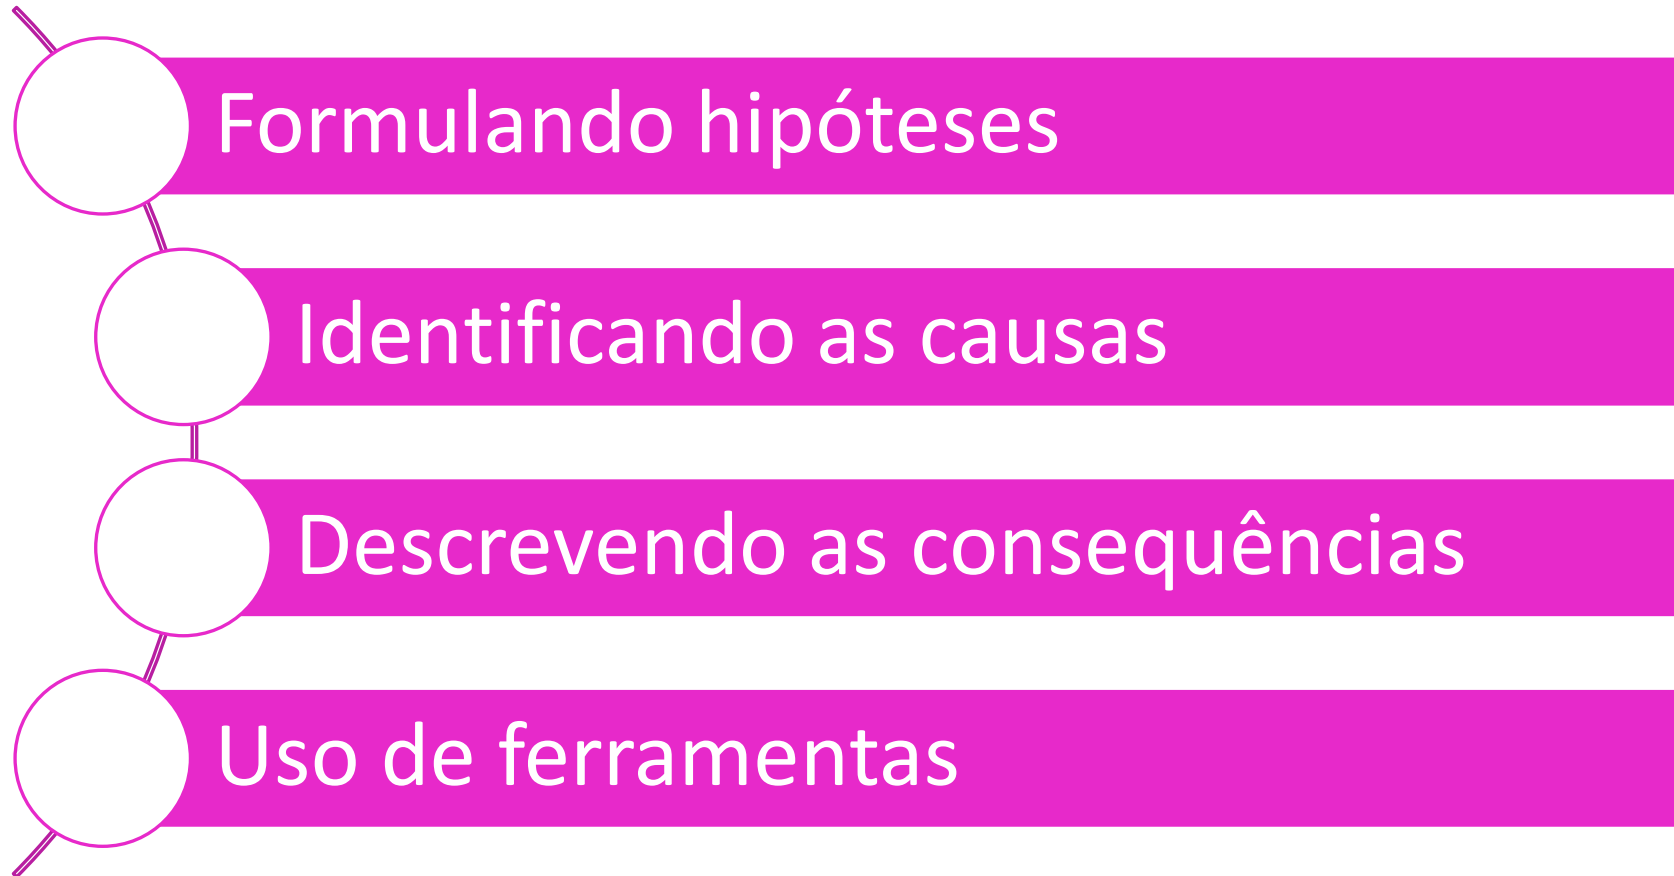 Formulando hipóteses
Identificando as causas
Descrevendo as consequências
Uso de ferramentas